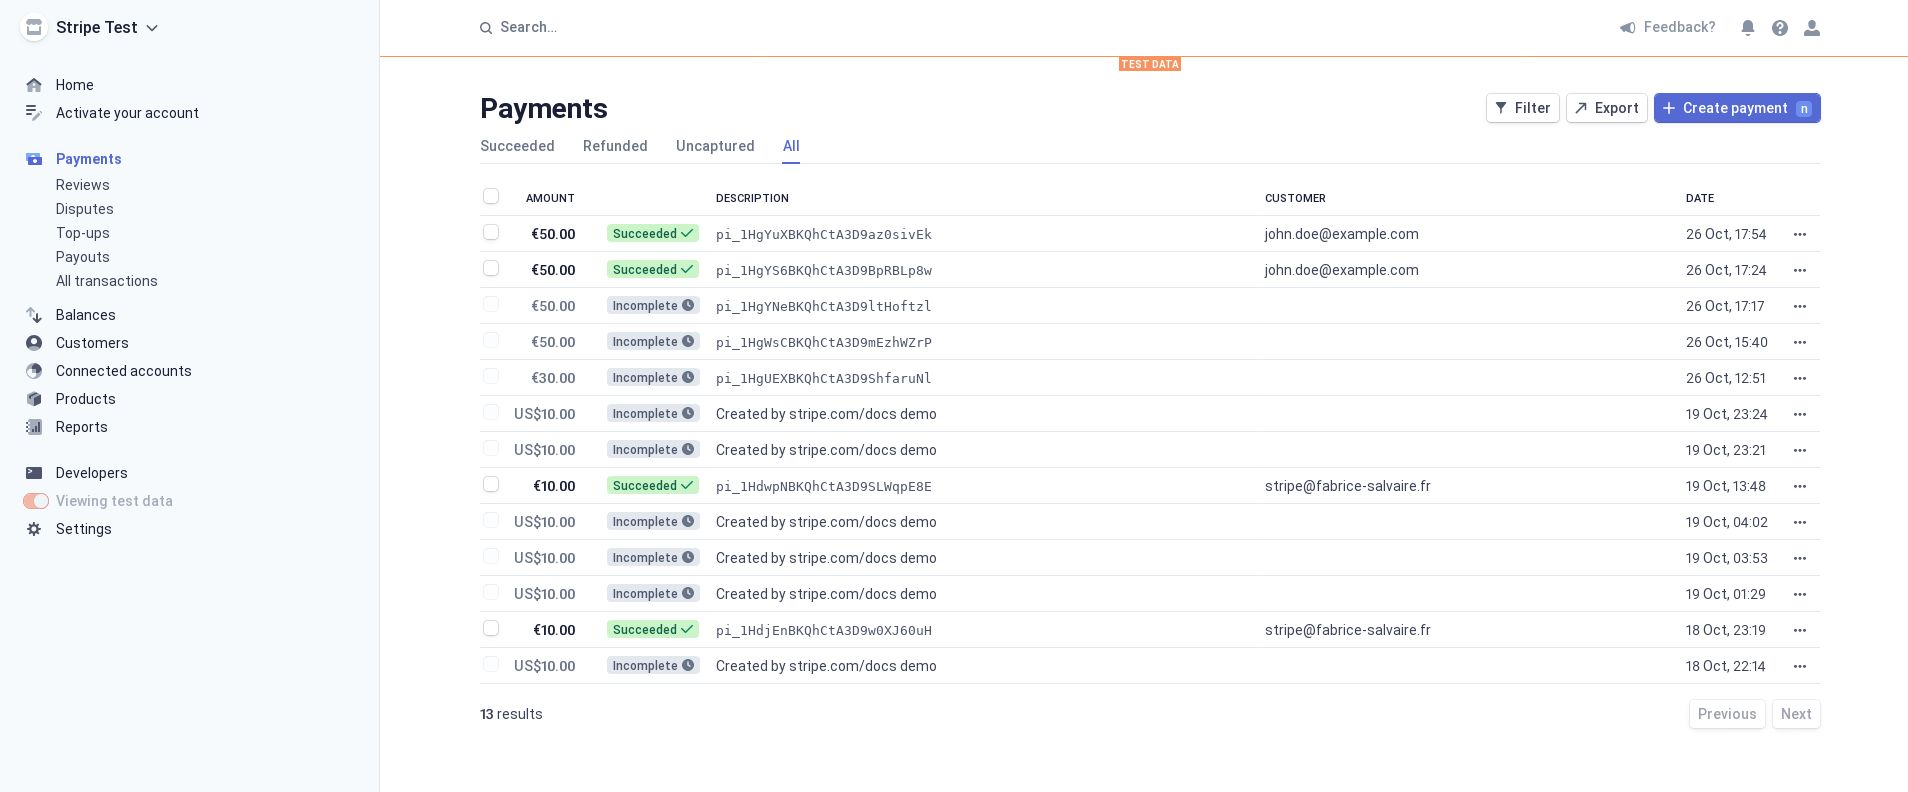 Stripe Test
Search...
Feedback?
TEST DATA
Home
Activate your account
Payments
Reviews
Disputes
Top-ups
Payouts
All transactions
Balances
Customers
Connected accounts
Products
Reports
Developers
Viewing test data
Settings
Payments
Filter Export Create payment n
Succeeded Refunded Uncaptured All
AMOUNT DESCRIPTION CUSTOMER DATE
€50.00 Succeeded pi_1HgYuXBKQhCtA3D9az0sivEk john.doe@example.com 26 Oct, 17:54
€50.00 Succeeded pi_1HgYS6BKQhCtA3D9BpRBLp8w john.doe@example.com 26 Oct, 17:24
€50.00 Incomplete pi_1HgYNeBKQhCtA3D9ltHoftzl 26 Oct, 17:17
€50.00 Incomplete pi_1HgWsCBKQhCtA3D9mEzhWZrP 26 Oct, 15:40
€30.00 Incomplete pi_1HgUEXBKQhCtA3D9ShfaruNl 26 Oct, 12:51
US$10.00 Incomplete Created by stripe.com/docs demo 19 Oct, 23:24
US$10.00 Incomplete Created by stripe.com/docs demo 19 Oct, 23:21
€10.00 Succeeded pi_1HdwpNBKQhCtA3D9SLWqpE8E stripe@fabrice-salvaire.fr 19 Oct, 13:48
US$10.00 Incomplete Created by stripe.com/docs demo 19 Oct, 04:02
US$10.00 Incomplete Created by stripe.com/docs demo 19 Oct, 03:53
US$10.00 Incomplete Created by stripe.com/docs demo 19 Oct, 01:29
€10.00 Succeeded pi_1HdjEnBKQhCtA3D9w0XJ60uH stripe@fabrice-salvaire.fr 18 Oct, 23:19
US$10.00 Incomplete Created by stripe.com/docs demo 18 Oct, 22:14
13 results
Previous Next